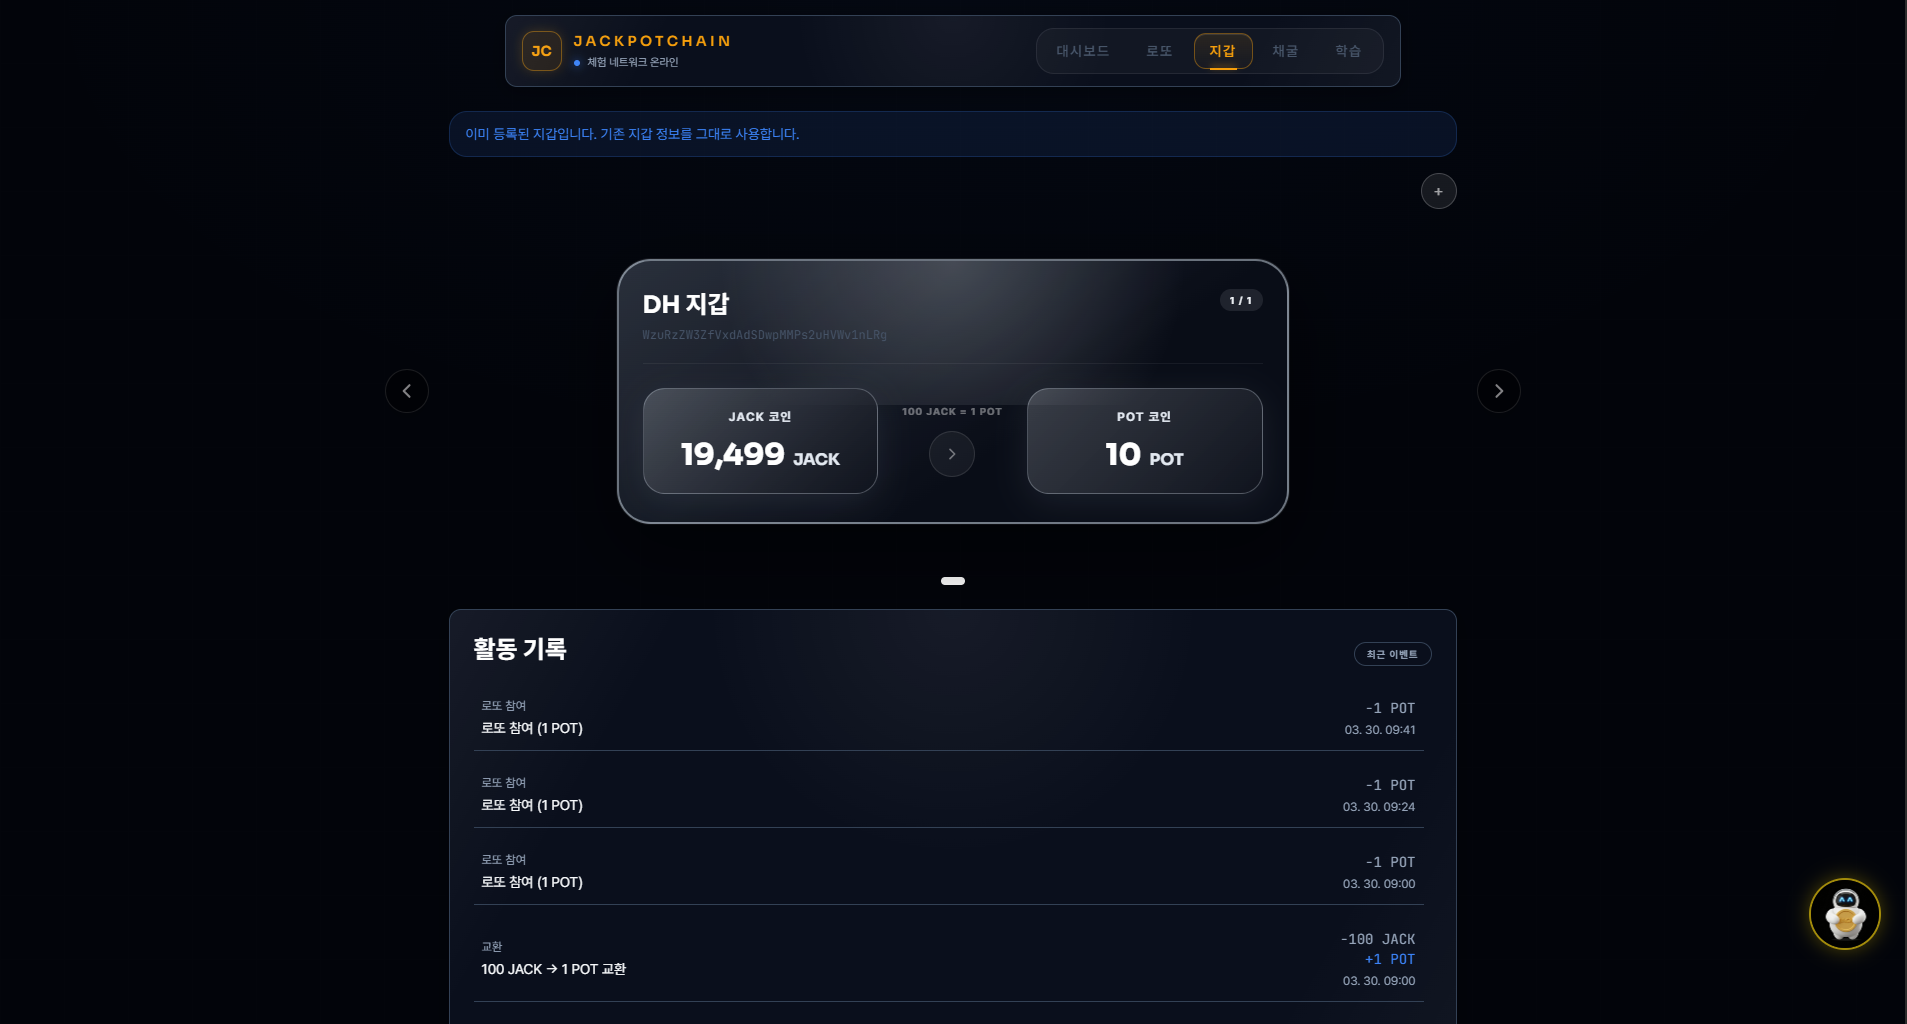 JC
JACKPOTCHAIN
체험 네트워크 온라인
대시보드 로또 지갑 채굴 학습
이미 등록된 지갑입니다. 기존 지갑 정보를 그대로 사용합니다.
+
DH 지갑
1 / 1
WzuRzZW3ZfVxdAdSDwpMMPs2uHVWv1nLRg
JACK 코인
19,499 JACK
100 JACK = 1 POT
POT 코인
10 POT
활동 기록
최근 이벤트
로또 참여
로또 참여 (1 POT)
-1 POT
03. 30. 09:41
로또 참여
로또 참여 (1 POT)
-1 POT
03. 30. 09:24
로또 참여
로또 참여 (1 POT)
-1 POT
03. 30. 09:00
교환
100 JACK → 1 POT 교환
-100 JACK
+1 POT
03. 30. 09:00